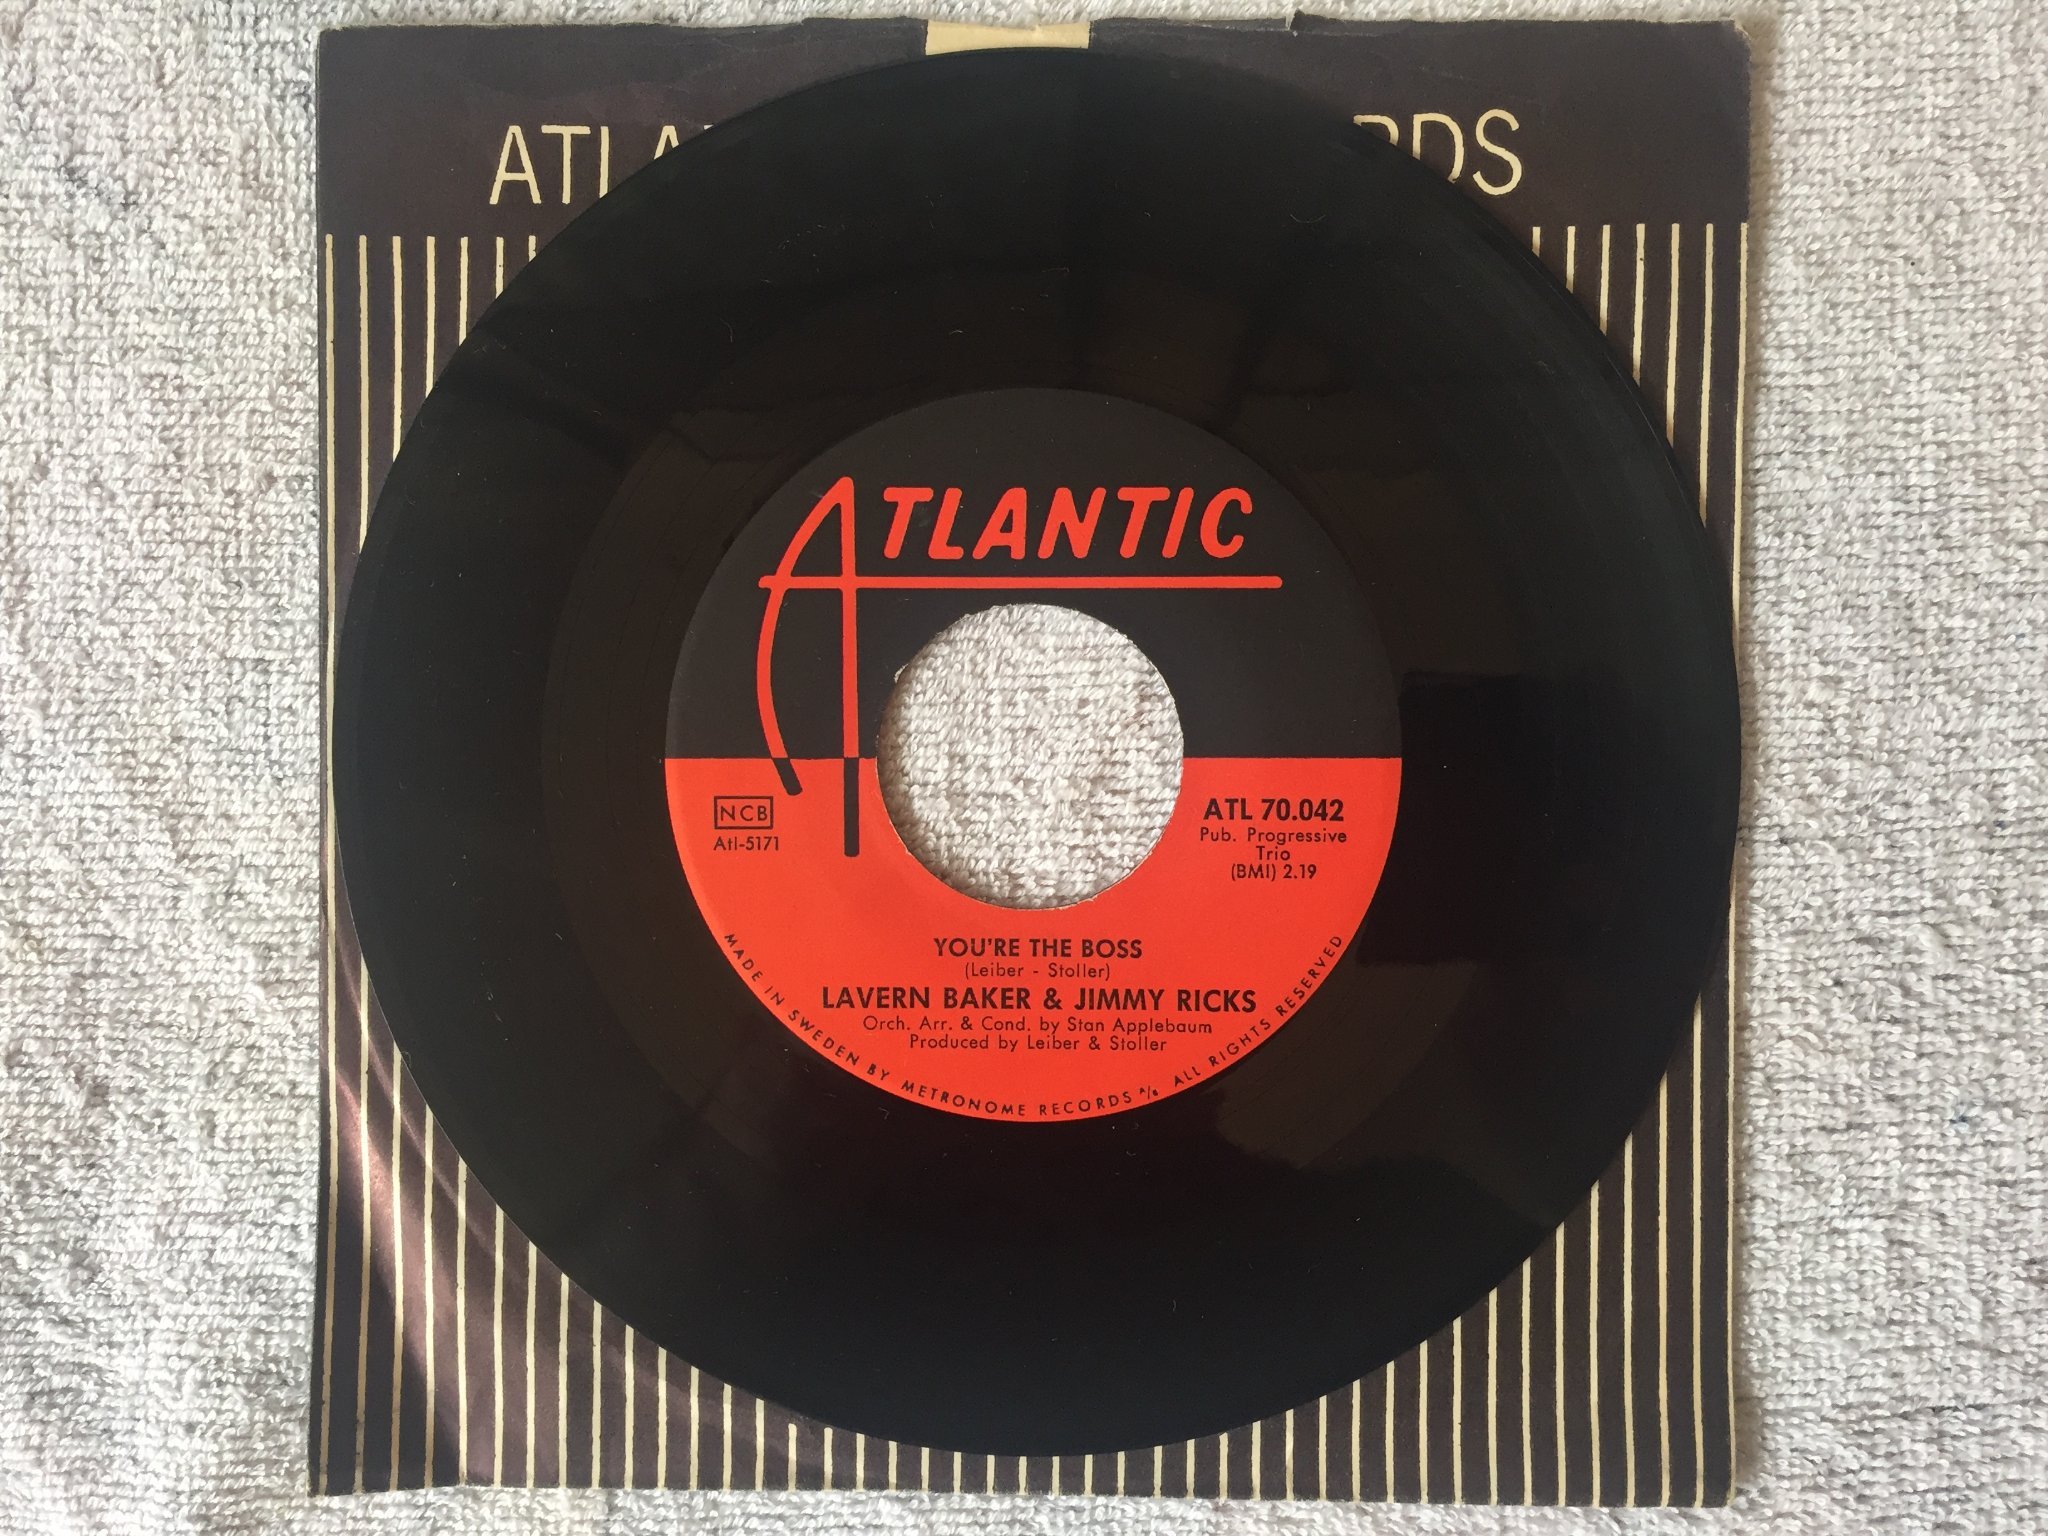 ATLANTIC
NCB
Atl-5171
ATL 70.042
Pub. Progressive
Trio
(BMI) 2.19
YOU'RE THE BOSS
(Leiber - Stoller)
LAVERN BAKER & JIMMY RICKS
Orch. Arr. & Cond. by Stan Applebaum
Produced by Leiber & Stoller
MADE IN SWEDEN BY METRONOME RECORDS A/B ALL RIGHTS RESERVED